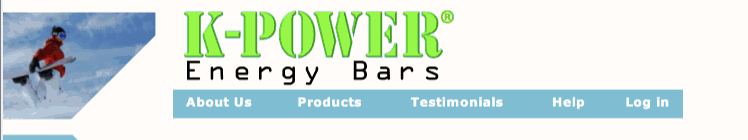 K-POWER®
Energy Bars
About Us Products Testimonials Help Log in